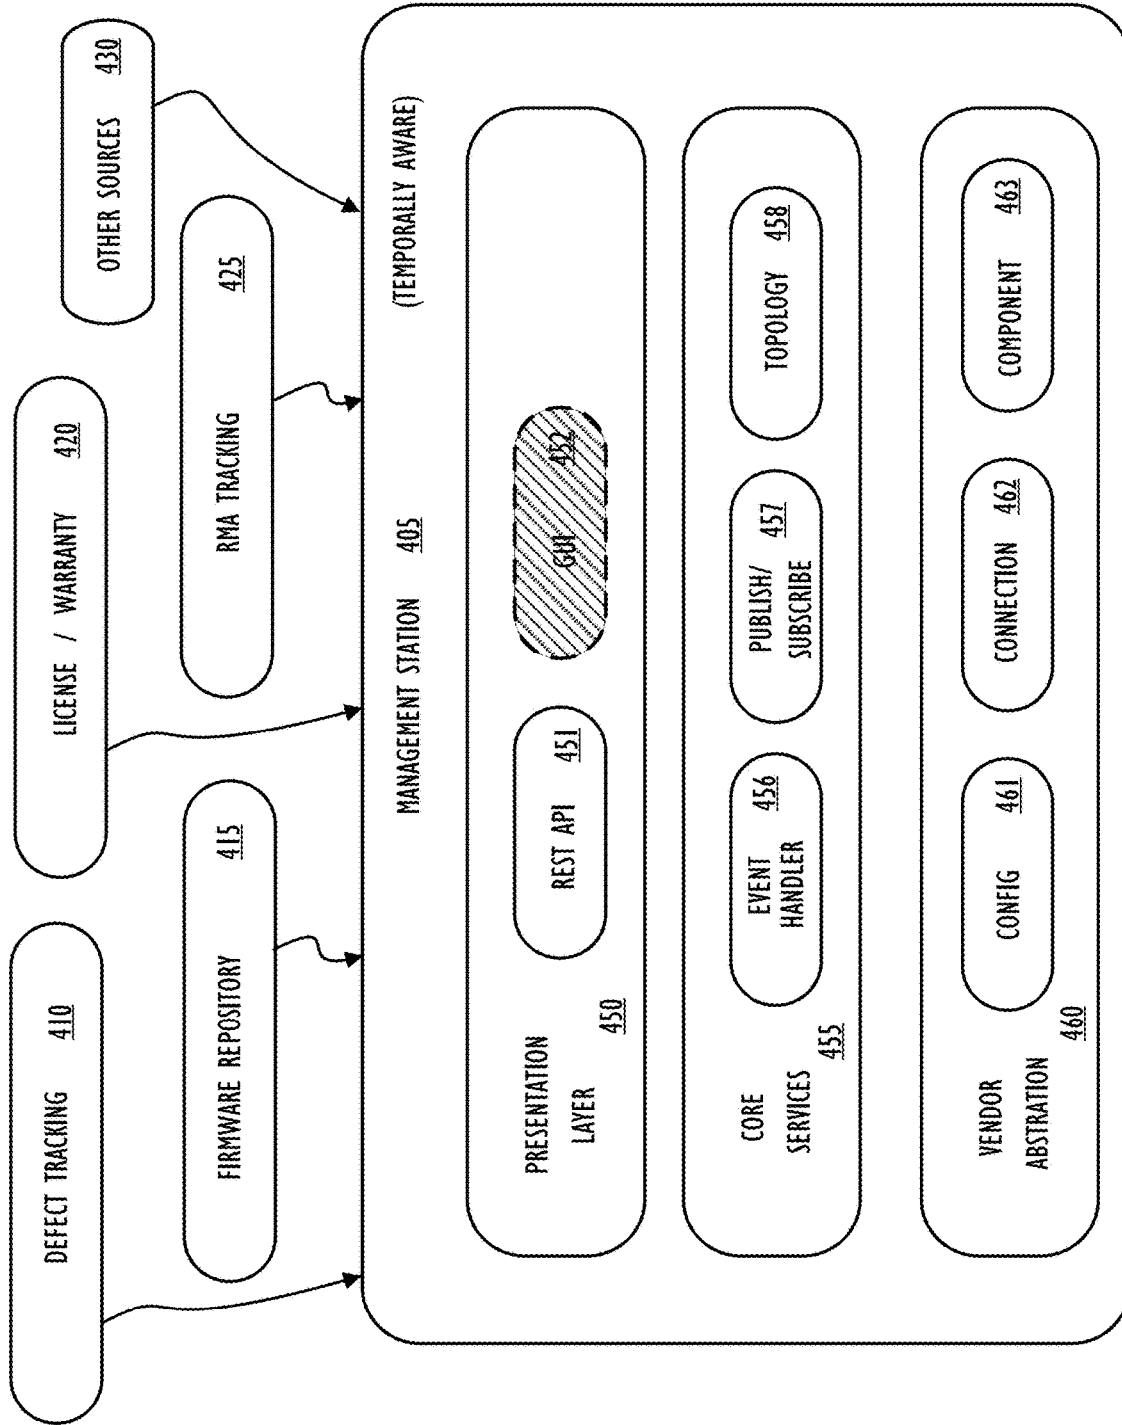 DEFECT TRACKING 410
LICENSE / WARRANTY 420
OTHER SOURCES 430
FIRMWARE REPOSITORY 415
RMA TRACKING 425
MANAGEMENT STATION 405 (TEMPORALLY AWARE)
PRESENTATION
LAYER
450
REST API 451
GUI 452
CORE
SERVICES
455
EVENT
HANDLER
456
PUBLISH/
SUBSCRIBE
457
TOPOLOGY 458
VENDOR
ABSTRATION
460
CONFIG 461
CONNECTION 462
COMPONENT 463